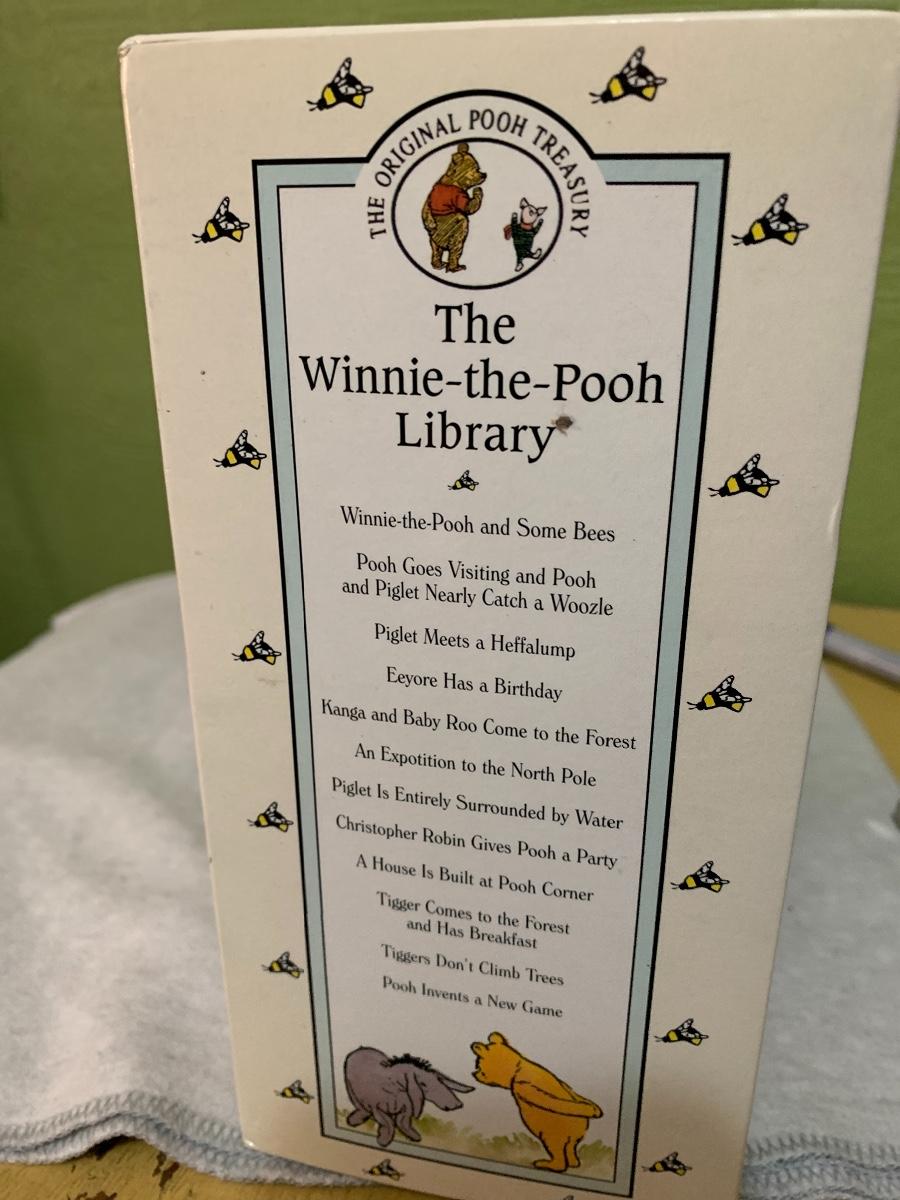 THE ORIGINAL POOH TREASURY
The
Winnie-the-Pooh
Library
Winnie-the-Pooh and Some Bees
Pooh Goes Visiting and Pooh
and Piglet Nearly Catch a Woozle
Piglet Meets a Heffalump
Eeyore Has a Birthday
Kanga and Baby Roo Come to the Forest
An Expotition to the North Pole
Piglet Is Entirely Surrounded by Water
Christopher Robin Gives Pooh a Party
A House Is Built at Pooh Corner
Tigger Comes to the Forest
and Has Breakfast
Tiggers Don't Climb Trees
Pooh Invents a New Game